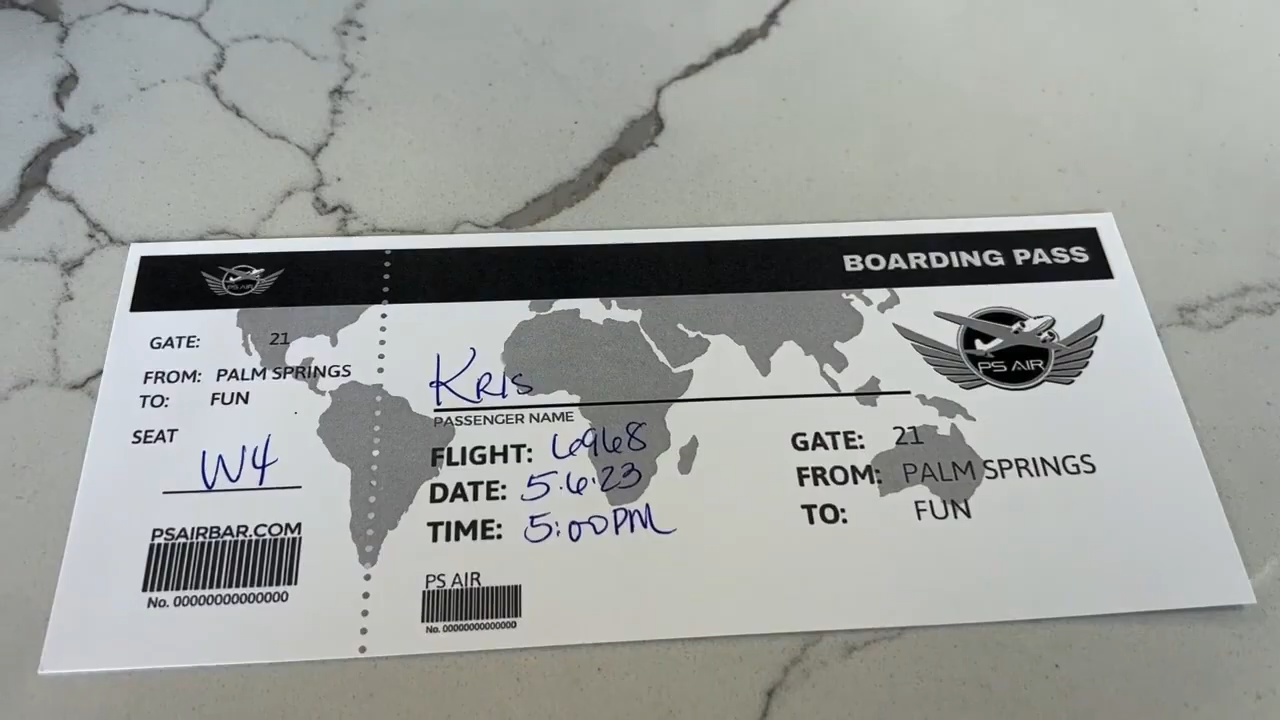 BOARDING PASS
PS AIR
GATE: 21
FROM: PALM SPRINGS
TO: FUN
SEAT
W4
PSAIRBAR.COM
No. 00000000000000
Kris
PASSENGER NAME
FLIGHT: 6968
DATE: 5.6.23
TIME: 5:00PM
PS AIR
No. 00000000000000
PS AIR
GATE: 21
FROM: PALM SPRINGS
TO: FUN